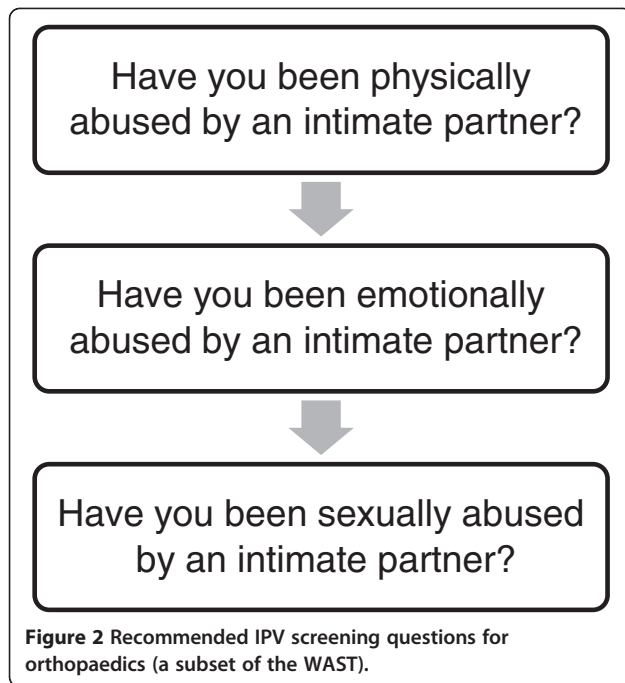 Have you been physically
abused by an intimate partner?
Have you been emotionally
abused by an intimate partner?
Have you been sexually abused
by an intimate partner?
Figure 2 Recommended IPV screening questions for
orthopaedics (a subset of the WAST).